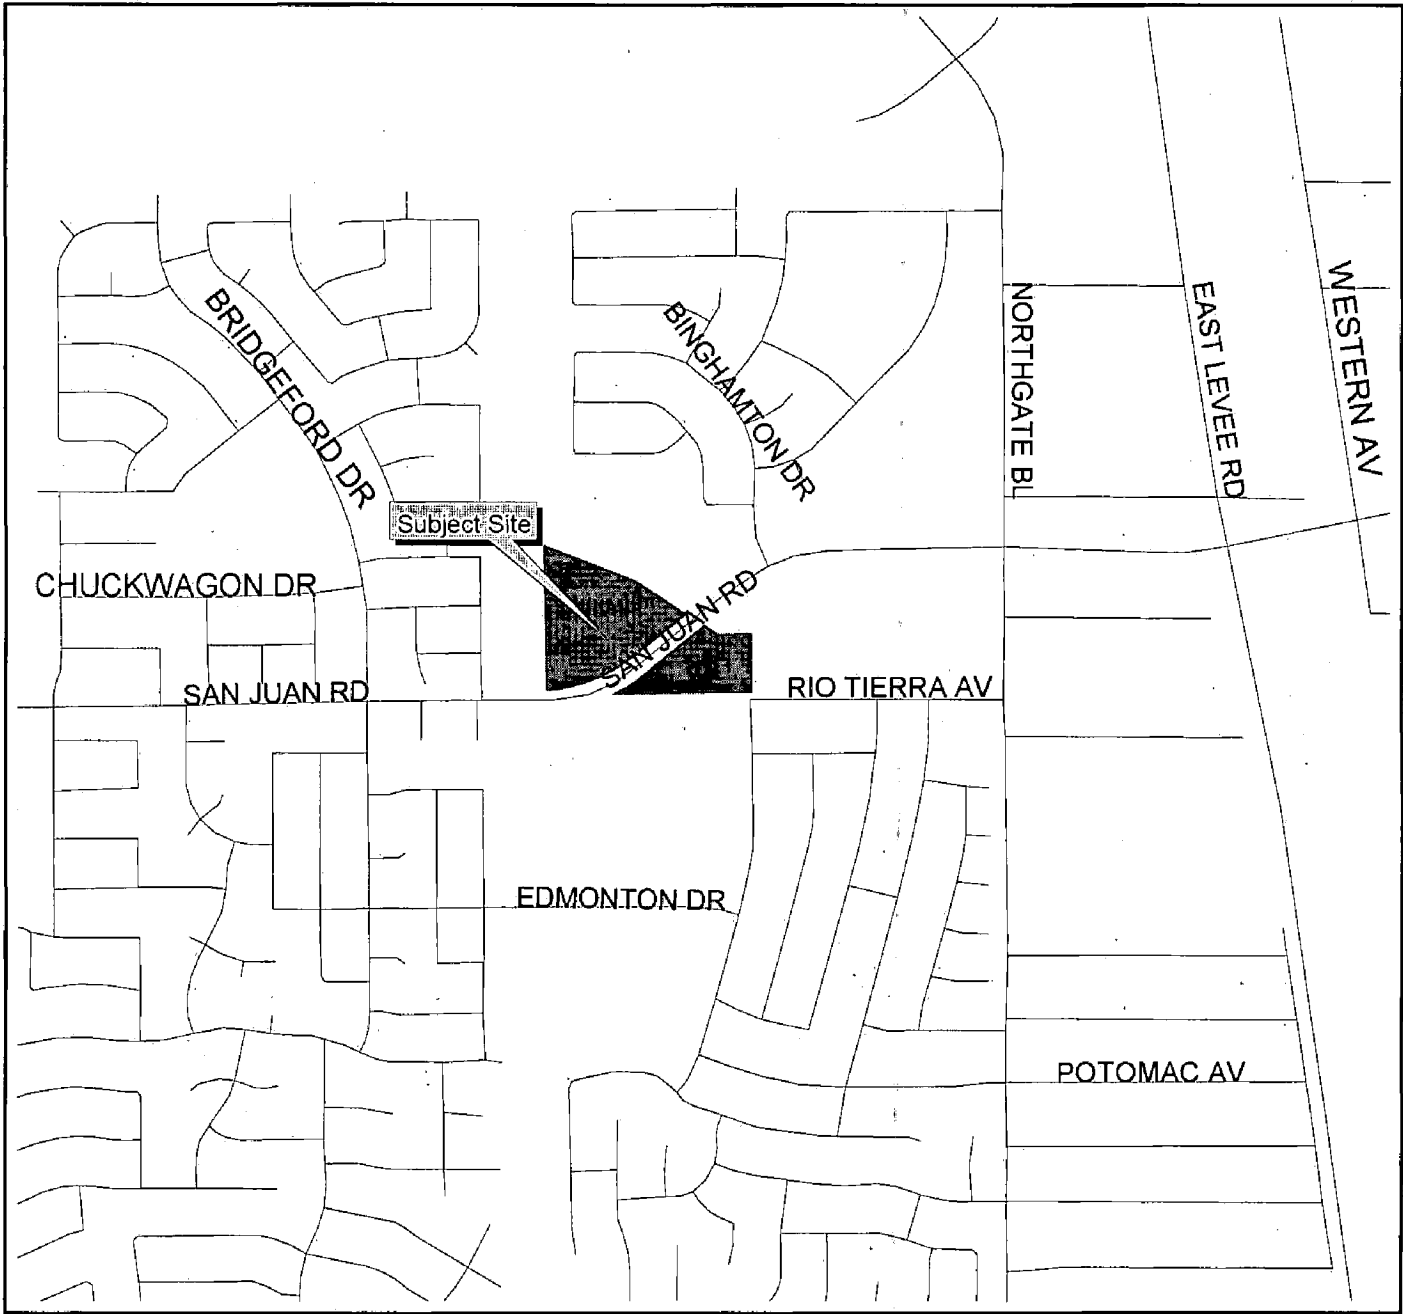 BRIDGEFORD DR
BINGHAMTON DR
NORTHGATE BL
EAST LEVEE RD
WESTERN AV
Subject Site
CHUCKWAGON DR
SAN JUAN RD
SAN JUAN RD
RIO TIERRA AV
EDMONTON DR
POTOMAC AV